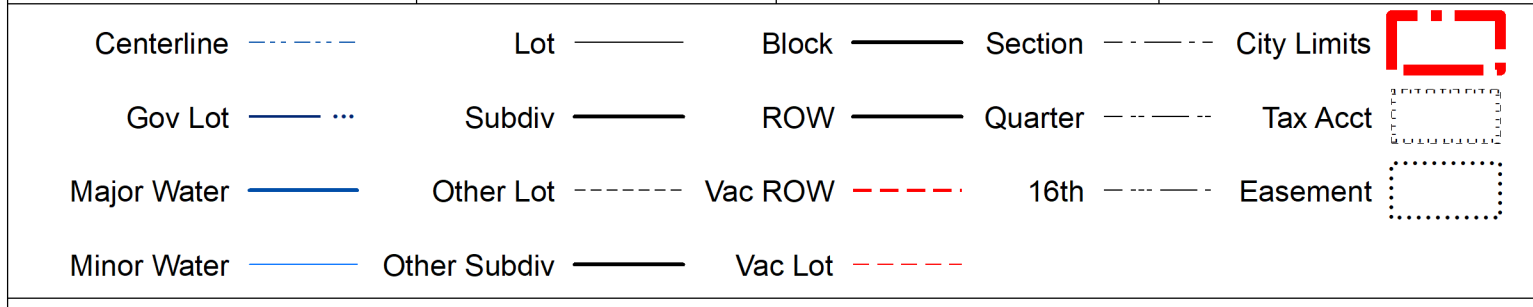 Centerline Lot Block Section City Limits
Gov Lot Subdiv ROW Quarter Tax Acct
Major Water Other Lot Vac ROW 16th Easement
Minor Water Other Subdiv Vac Lot